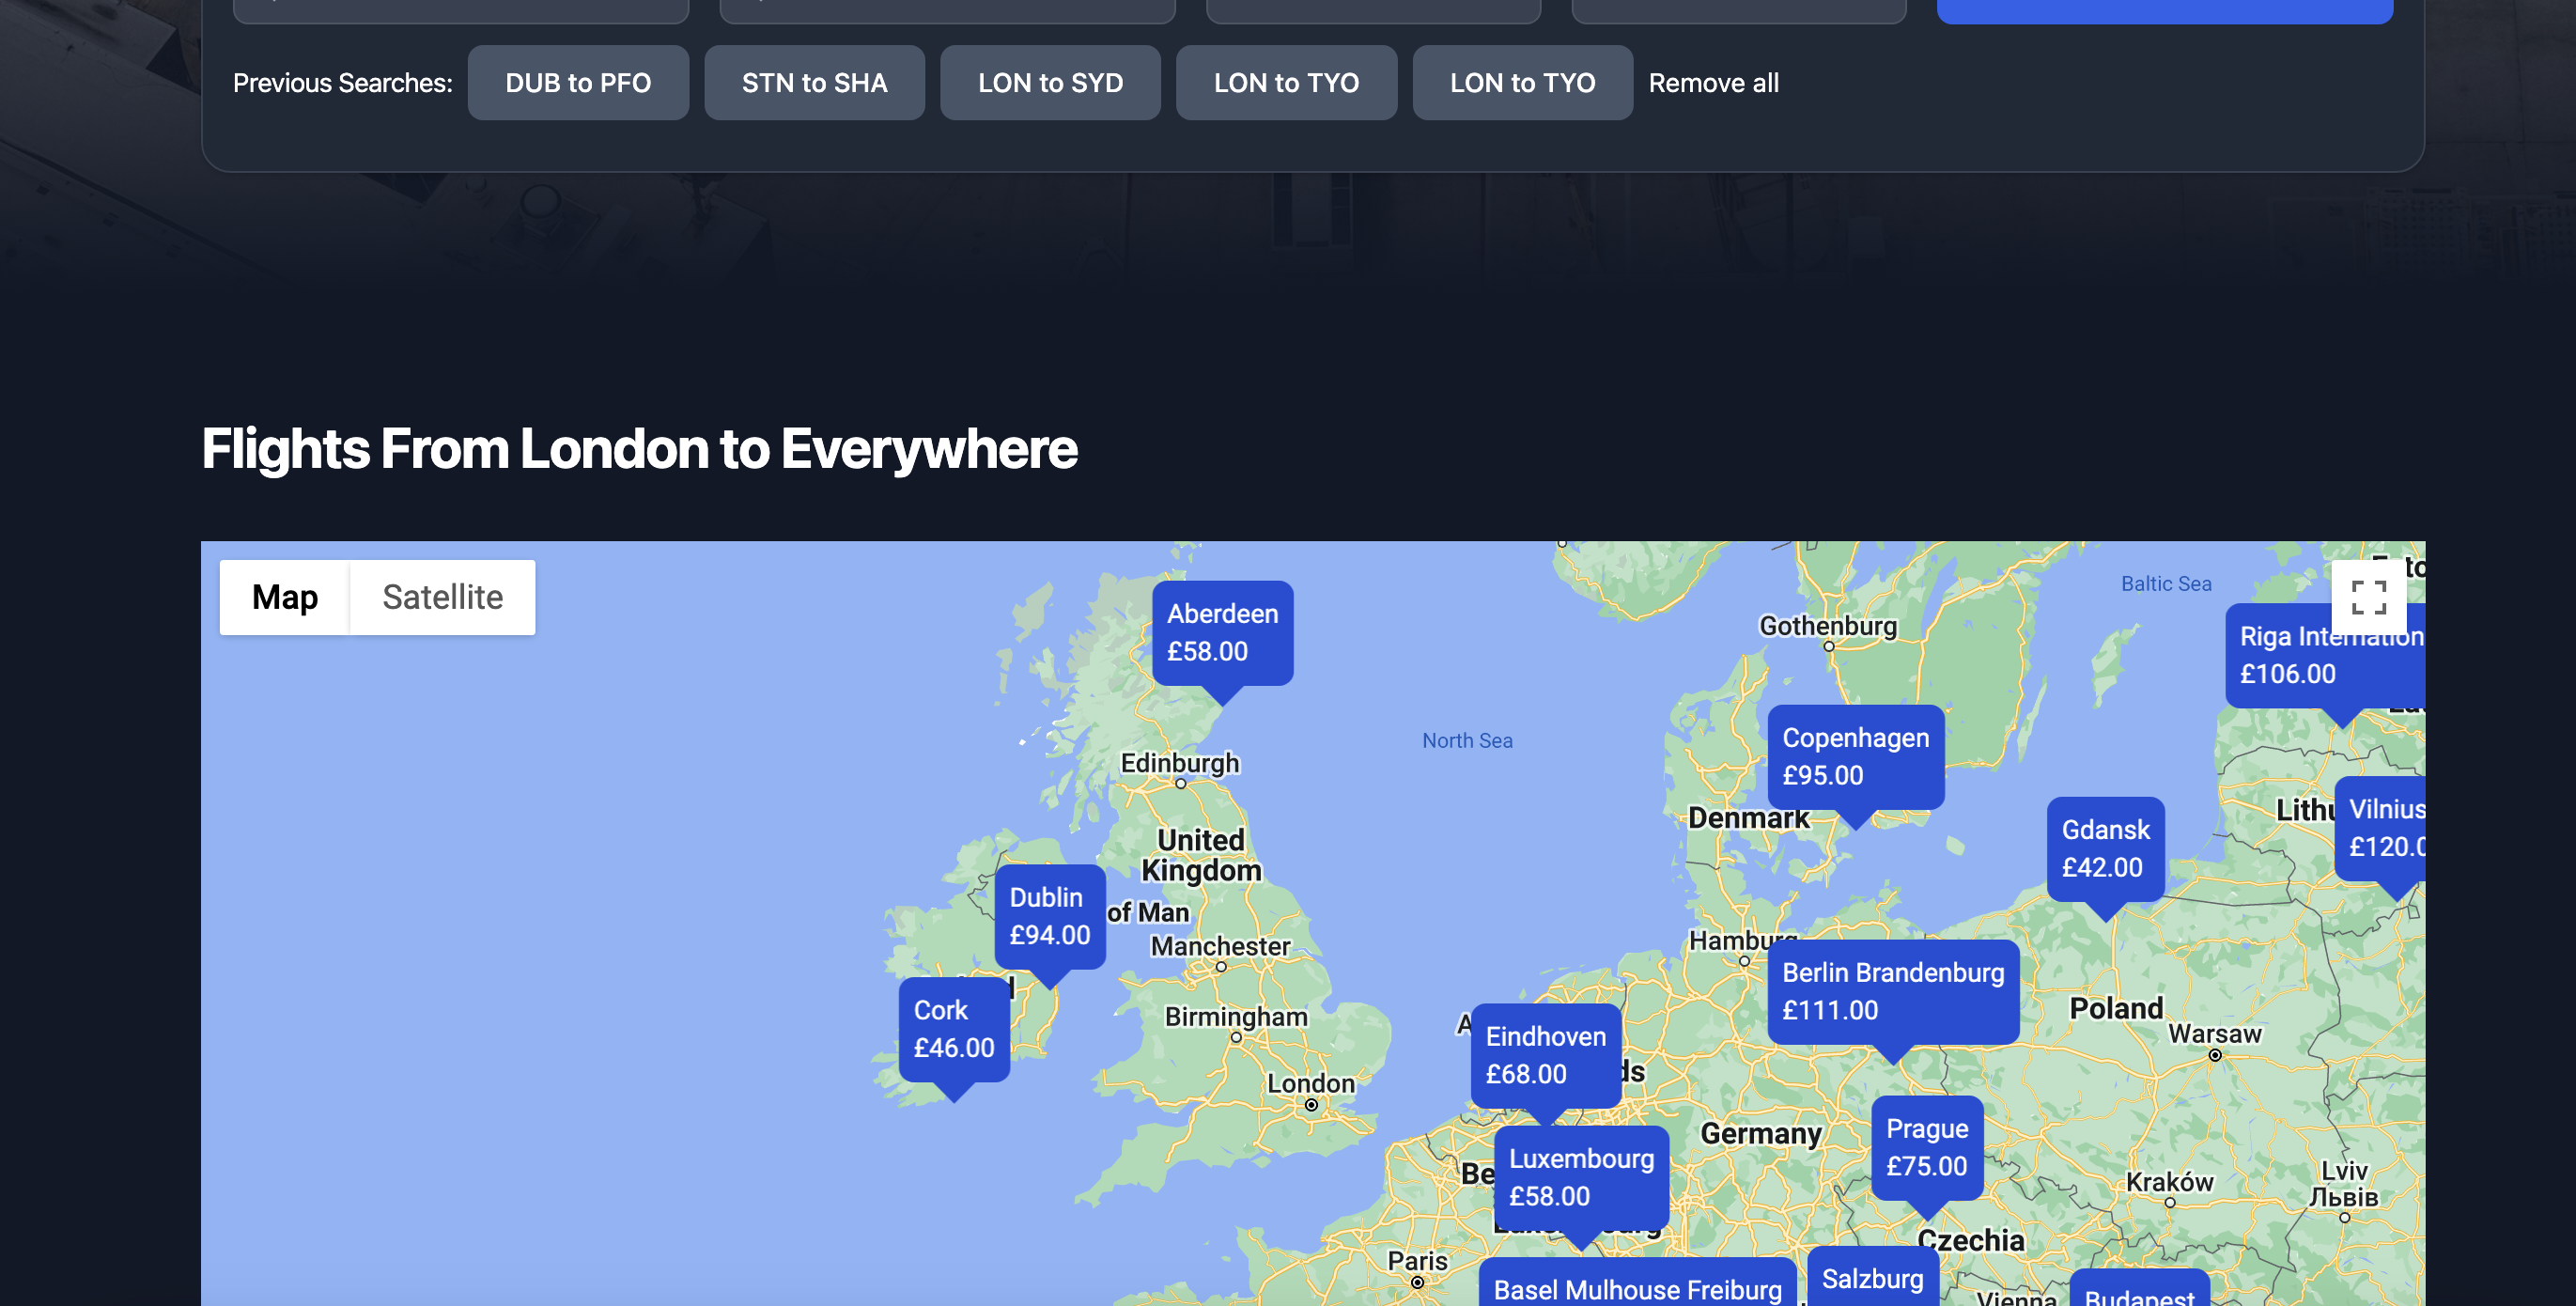 Previous Searches: DUB to PFO STN to SHA LON to SYD LON to TYO LON to TYO Remove all
Flights From London to Everywhere
Map Satellite
Baltic Sea
Aberdeen
£58.00
Gothenburg
Riga Internation
£106.00
North Sea
Copenhagen
£95.00
Edinburgh
Denmark
Gdansk
£42.00
Vilnius
£120.0
United
Kingdom
Dublin
£94.00
of Man
Manchester
Hamburg
Berlin Brandenburg
£111.00
Cork
£46.00
Birmingham
Poland
Warsaw
Eindhoven
£68.00
London
Germany
Prague
£75.00
Luxembourg
£58.00
Kraków
Lviv
Львів
Czechia
Paris
Basel Mulhouse Freiburg
Salzburg
Vienna
Budapest